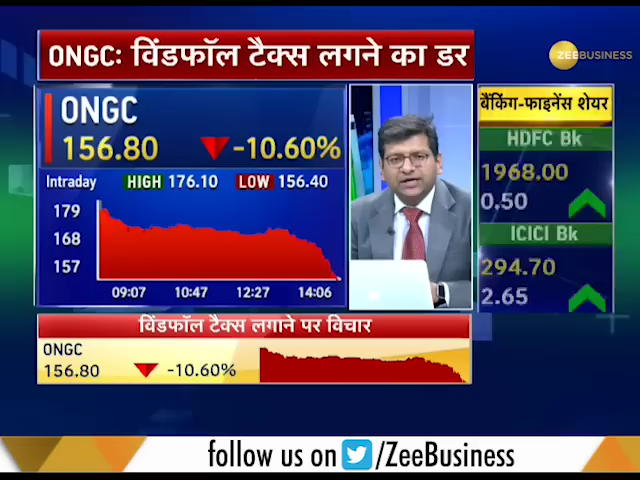 ONGC: विंडफॉल टैक्स लगने का डर
ZEEBUSINESS
ONGC
156.80 -10.60%
Intraday HIGH 176.10 LOW 156.40
179
168
157
09:07 10:47 12:27 14:06
बैंकिंग-फाइनेंस शेयर
HDFC Bk
1968.00
0.50
ICICI Bk
294.70
2.65
विंडफॉल टैक्स लगाने पर विचार
ONGC
156.80 -10.60%
follow us on /ZeeBusiness